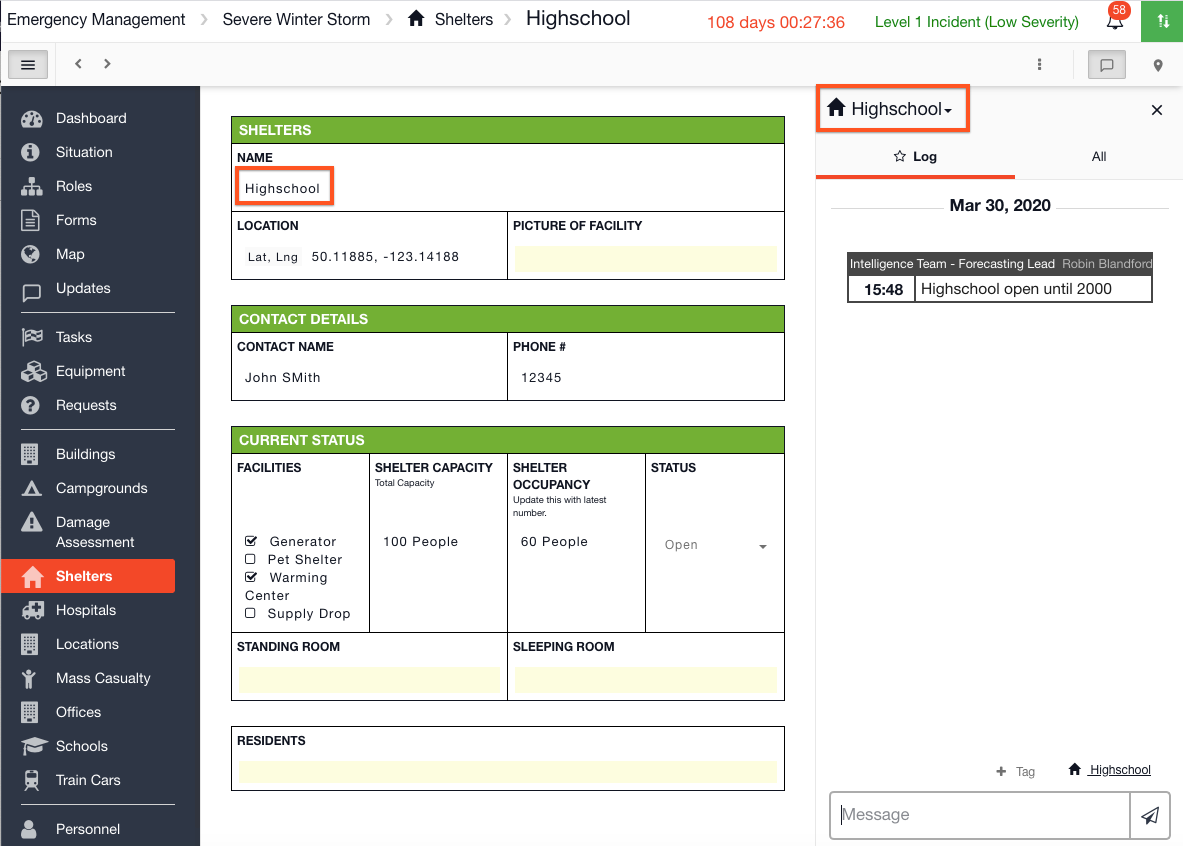 Emergency Management > Severe Winter Storm > Shelters > Highschool
108 days 00:27:36
Level 1 Incident (Low Severity)
58
Dashboard
Situation
Roles
Forms
Map
Updates
Tasks
Equipment
Requests
Buildings
Campgrounds
Damage
Assessment
Shelters
Hospitals
Locations
Mass Casualty
Offices
Schools
Train Cars
Personnel
SHELTERS
NAME
Highschool
LOCATION
Lat, Lng 50.11885, -123.14188
PICTURE OF FACILITY
CONTACT DETAILS
CONTACT NAME
John SMith
PHONE #
12345
CURRENT STATUS
FACILITIES
Generator
Pet Shelter
Warming
Center
Supply Drop
SHELTER CAPACITY
Total Capacity
100 People
SHELTER
OCCUPANCY
Update this with latest
number.
60 People
STATUS
Open
STANDING ROOM
SLEEPING ROOM
RESIDENTS
Highschool
Log
All
Mar 30, 2020
Intelligence Team - Forecasting Lead Robin Blandford
15:48 Highschool open until 2000
+ Tag
Highschool
Message